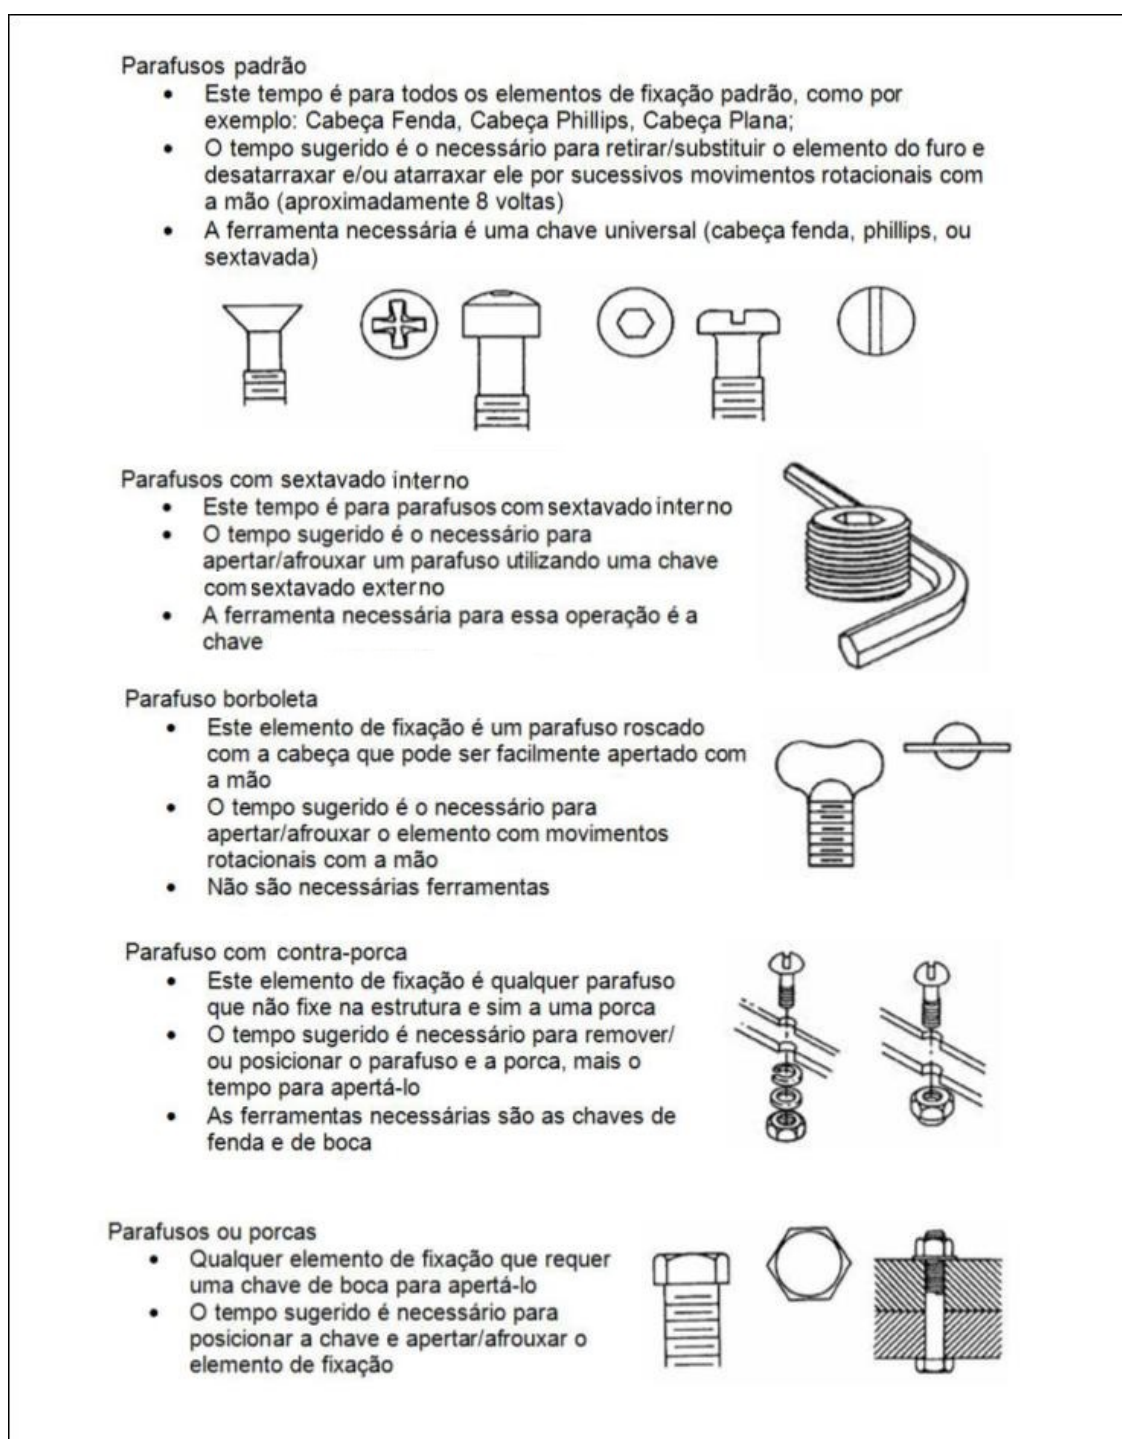 Parafusos padrão
• Este tempo é para todos os elementos de fixação padrão, como por
exemplo: Cabeça Fenda, Cabeça Phillips, Cabeça Plana;
• O tempo sugerido é o necessário para retirar/substituir o elemento do furo e
desatarraxar e/ou atarraxar ele por sucessivos movimentos rotacionais com
a mão (aproximadamente 8 voltas)
• A ferramenta necessária é uma chave universal (cabeça fenda, phillips, ou
sextavada)
Parafusos com sextavado interno
• Este tempo é para parafusos com sextavado interno
• O tempo sugerido é o necessário para
apertar/afrouxar um parafuso utilizando uma chave
com sextavado externo
• A ferramenta necessária para essa operação é a
chave
Parafuso borboleta
• Este elemento de fixação é um parafuso roscado
com a cabeça que pode ser facilmente apertado com
a mão
• O tempo sugerido é o necessário para
apertar/afrouxar o elemento com movimentos
rotacionais com a mão
• Não são necessárias ferramentas
Parafuso com contra-porca
• Este elemento de fixação é qualquer parafuso
que não fixe na estrutura e sim a uma porca
• O tempo sugerido é necessário para remover/
ou posicionar o parafuso e a porca, mais o
tempo para apertá-lo
• As ferramentas necessárias são as chaves de
fenda e de boca
Parafusos ou porcas
• Qualquer elemento de fixação que requer
uma chave de boca para apertá-lo
• O tempo sugerido é necessário para
posicionar a chave e apertar/afrouxar o
elemento de fixação